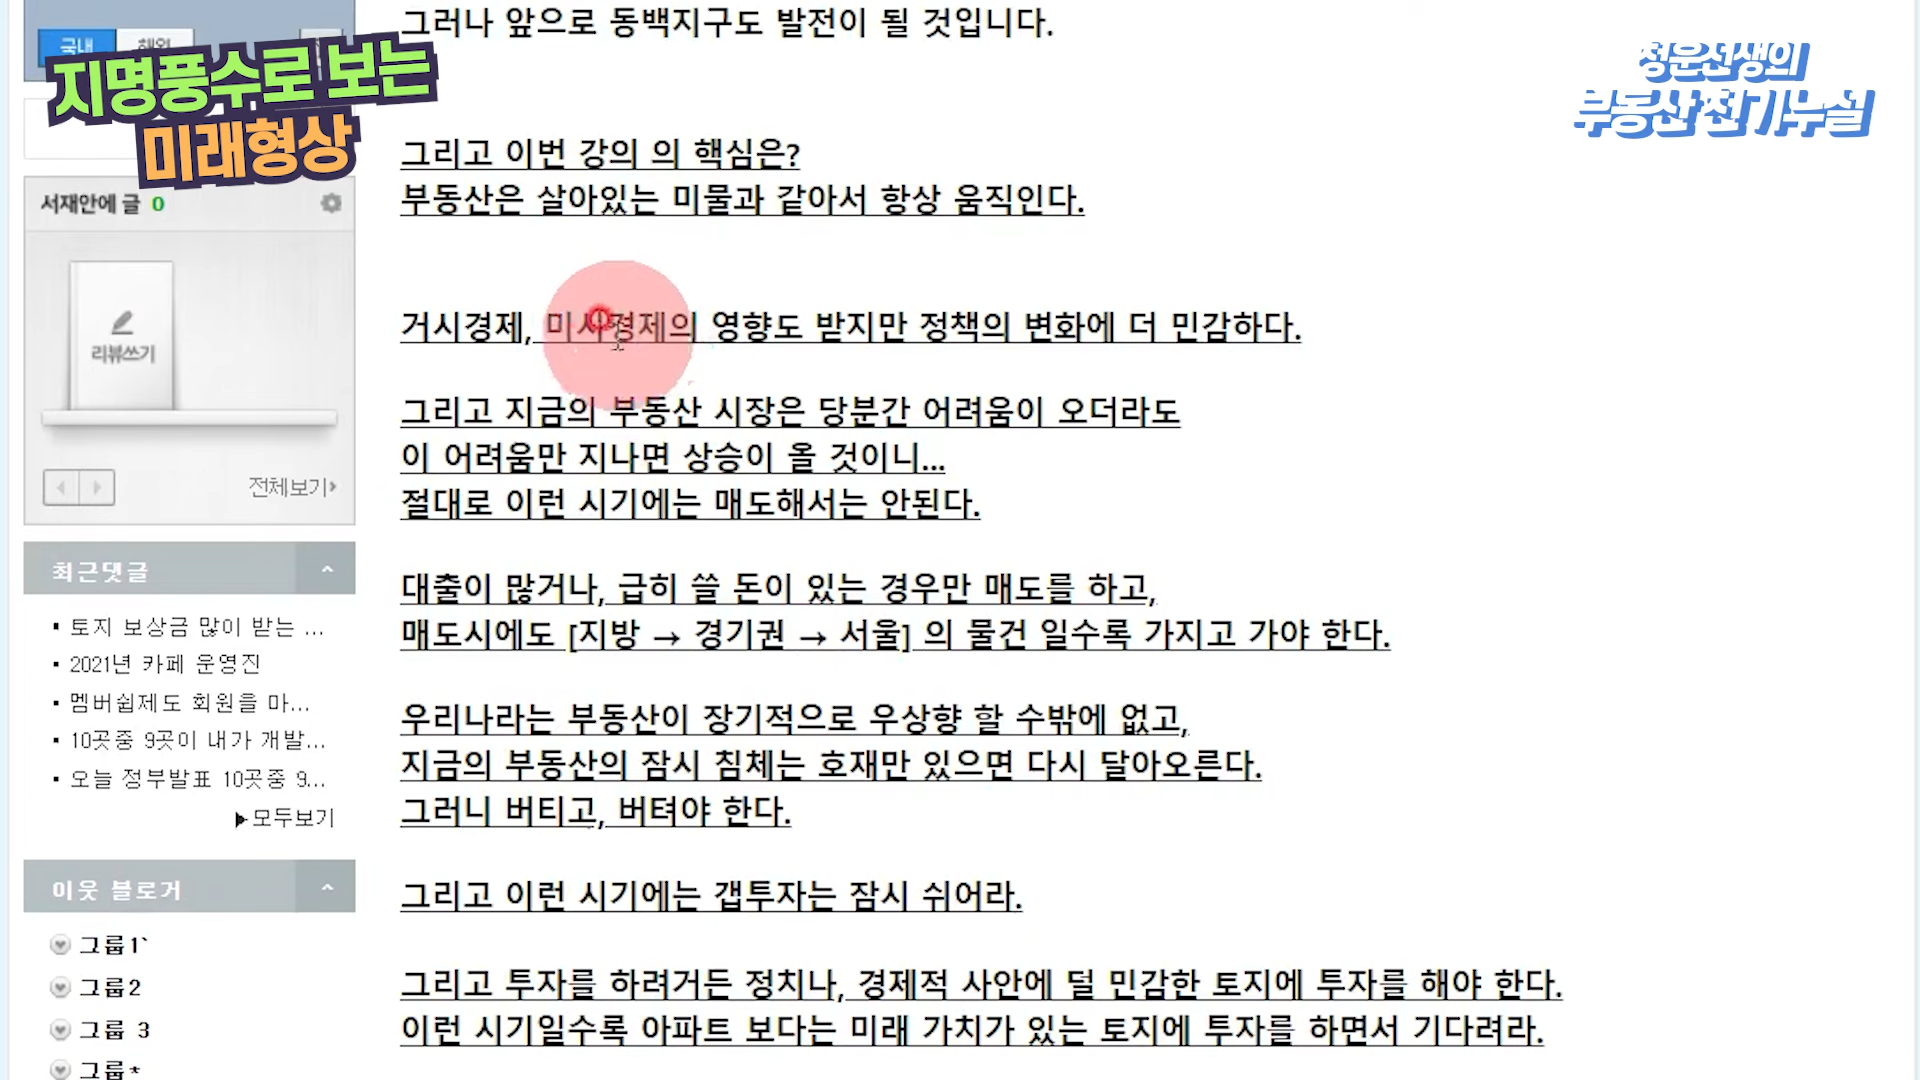 국내
해외
지명풍수로 보는
미래형상
청운선생의
부동산 전기누설
서재안에 글 0
리뷰쓰기
전체보기
최근댓글
토지 보상금 많이 받는 ...
2021년 카페 운영진
멤버쉽제도 회원을 마...
10곳중 9곳이 내가 개발...
오늘 정부발표 10곳중 9...
▶모두보기
이웃 블로거
그룹1`
그룹2
그룹 3
그룹*
그러나 앞으로 동백지구도 발전이 될 것입니다.
그리고 이번 강의 의 핵심은?
부동산은 살아있는 미물과 같아서 항상 움직인다.
거시경제, 미시경제의 영향도 받지만 정책의 변화에 더 민감하다.
그리고 지금의 부동산 시장은 당분간 어려움이 오더라도
이 어려움만 지나면 상승이 올 것이니...
절대로 이런 시기에는 매도해서는 안된다.
대출이 많거나, 급히 쓸 돈이 있는 경우만 매도를 하고,
매도시에도 [지방 → 경기권 → 서울] 의 물건 일수록 가지고 가야 한다.
우리나라는 부동산이 장기적으로 우상향 할 수밖에 없고,
지금의 부동산의 잠시 침체는 호재만 있으면 다시 달아오른다.
그러니 버티고, 버텨야 한다.
그리고 이런 시기에는 갭투자는 잠시 쉬어라.
그리고 투자를 하려거든 정치나, 경제적 사안에 덜 민감한 토지에 투자를 해야 한다.
이런 시기일수록 아파트 보다는 미래 가치가 있는 토지에 투자를 하면서 기다려라.